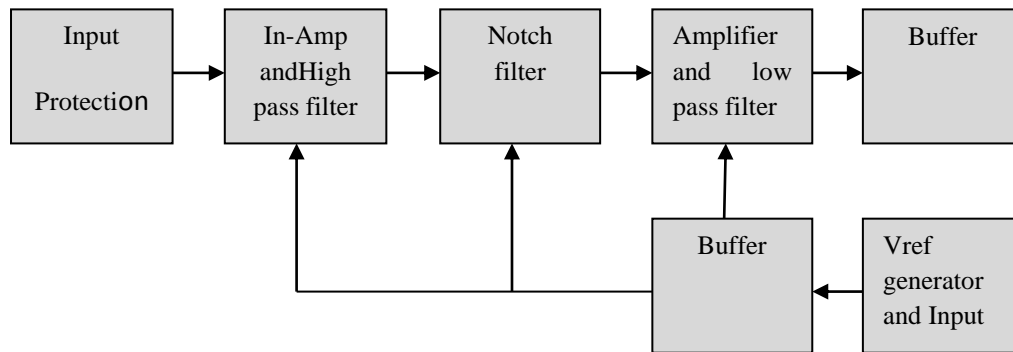 Input
Protection
In-Amp
andHigh
pass filter
Notch
filter
Amplifier
and low
pass filter
Buffer
Buffer
Vref
generator
and Input